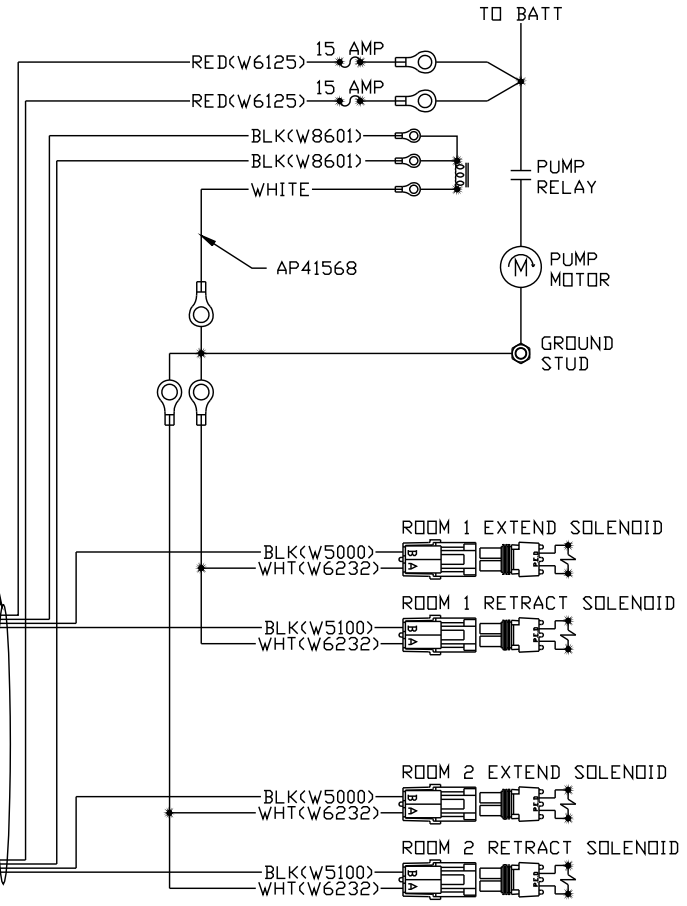 TO BATT
15 AMP
RED(W6125)
15 AMP
RED(W6125)
BLK(W8601)
BLK(W8601)
PUMP
RELAY
WHITE
PUMP
MOTOR
M
AP41568
GROUND
STUD
ROOM 1 EXTEND SOLENOID
BLK(W5000)
B
WHT(W6232)
A
ROOM 1 RETRACT SOLENOID
BLK(W5100)
B
WHT(W6232)
A
ROOM 2 EXTEND SOLENOID
BLK(W5000)
B
WHT(W6232)
A
ROOM 2 RETRACT SOLENOID
BLK(W5100)
B
WHT(W6232)
A